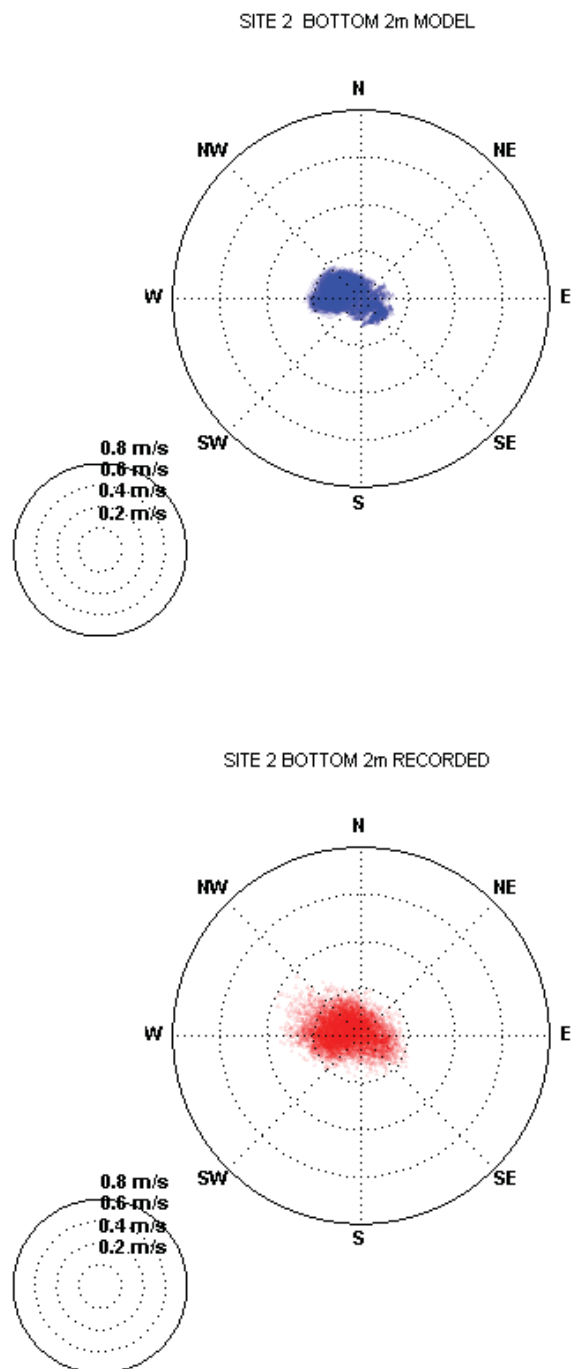 SITE 2  BOTTOM 2m MODEL
N
NW
NE
W
E
SW
SE
S
0.8 m/s
0.6 m/s
0.4 m/s
0.2 m/s
SITE 2 BOTTOM 2m RECORDED
N
NW
NE
W
E
SW
SE
S
0.8 m/s
0.6 m/s
0.4 m/s
0.2 m/s